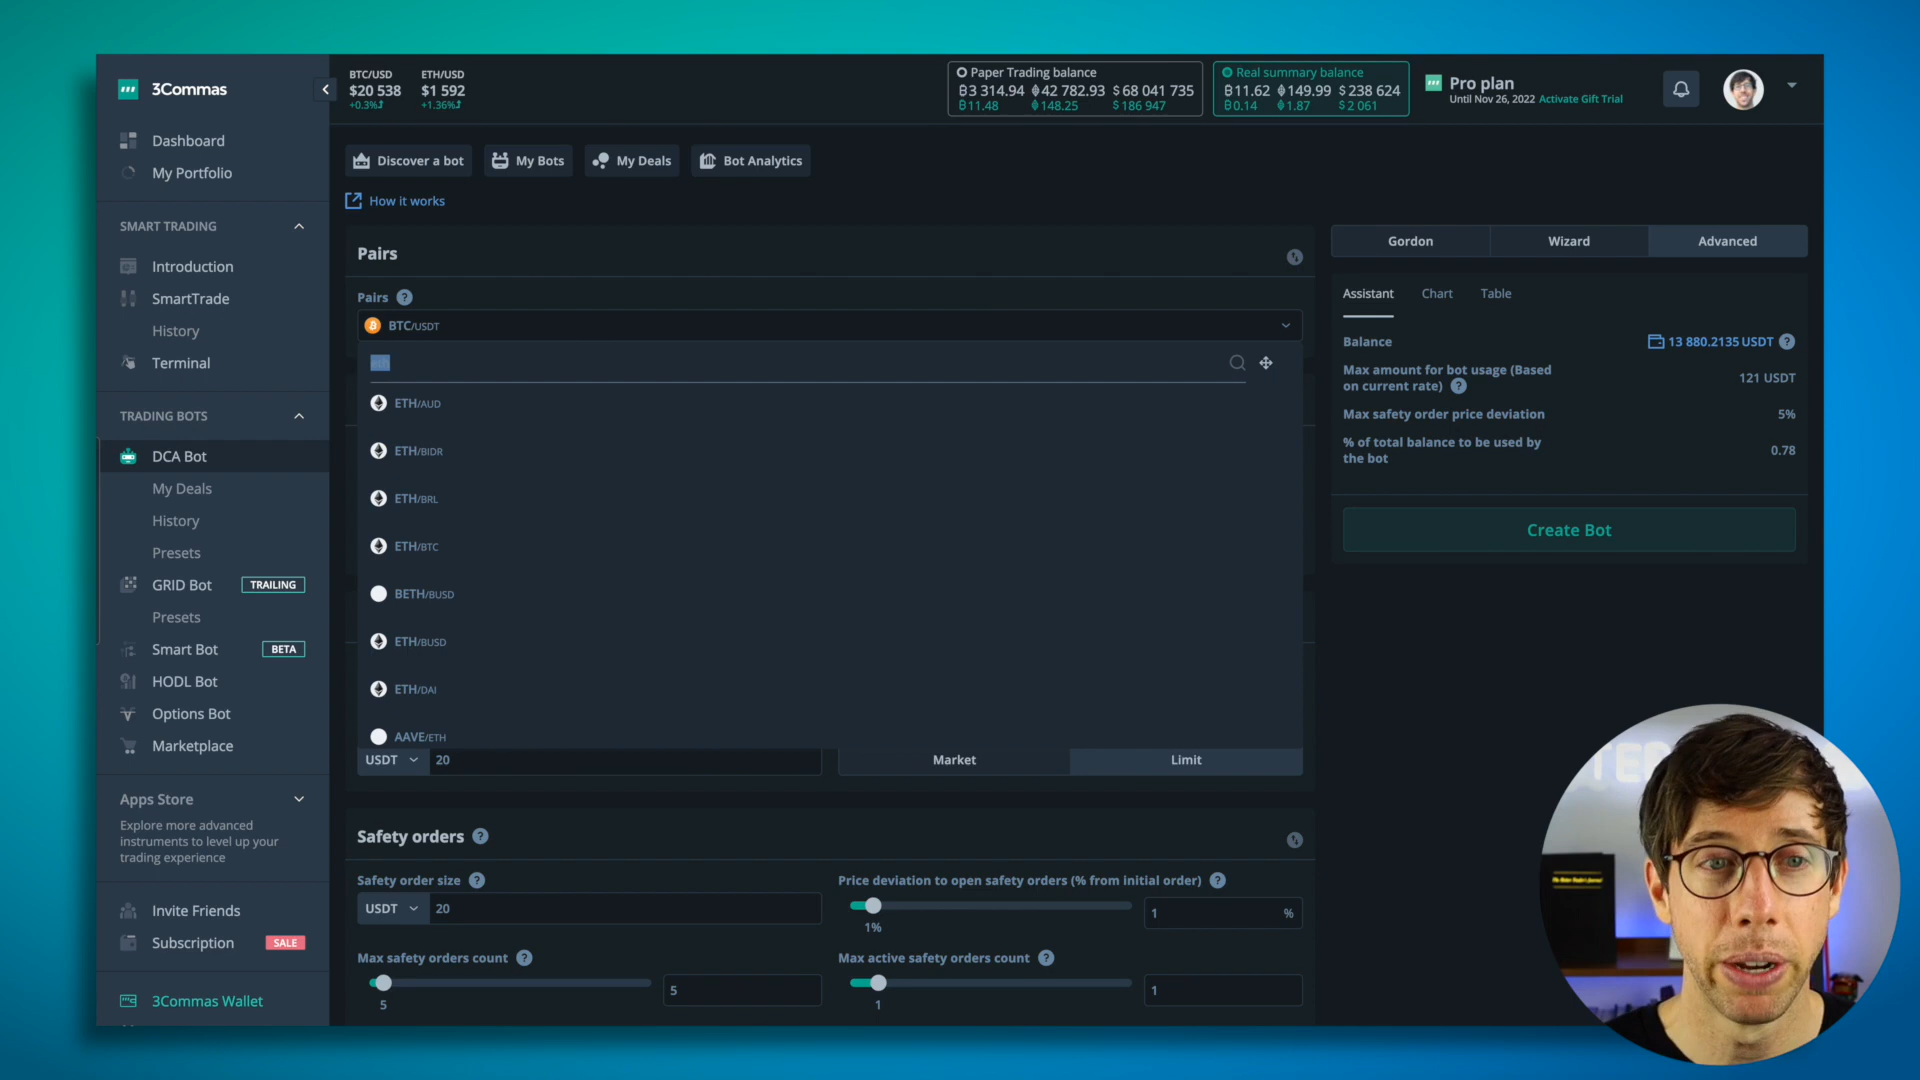 3Commas
BTC/USD
$20 538
+0.3%
ETH/USD
$1 592
+1.36%
Paper Trading balance
3 314.94 42 782.93 $ 68 041 735
11.48 148.25 $ 186 947
Real summary balance
11.62 149.99 $ 238 624
0.14 1.87 $ 2 061
Pro plan
Until Nov 26, 2022 Activate Gift Trial
Dashboard
My Portfolio
SMART TRADING
Introduction
SmartTrade
History
Terminal
TRADING BOTS
DCA Bot
My Deals
History
Presets
GRID Bot TRAILING
Presets
Smart Bot BETA
HODL Bot
Options Bot
Marketplace
Apps Store
Explore more advanced
instruments to level up your
trading experience
Invite Friends
Subscription SALE
3Commas Wallet
Discover a bot My Bots My Deals Bot Analytics
How it works
Pairs
Pairs
BTC/USDT
eth
ETH/AUD
ETH/BIDR
ETH/BRL
ETH/BTC
BETH/BUSD
ETH/BUSD
ETH/DAI
AAVE/ETH
USDT 20 Market Limit
Safety orders
Safety order size
USDT 20
Price deviation to open safety orders (% from initial order)
1 %
1%
Max safety orders count
5
5
Max active safety orders count
1
1
Gordon Wizard Advanced
Assistant Chart Table
Balance 13 880.2135 USDT
Max amount for bot usage (Based
on current rate) 121 USDT
Max safety order price deviation 5%
% of total balance to be used by
the bot 0.78
Create Bot